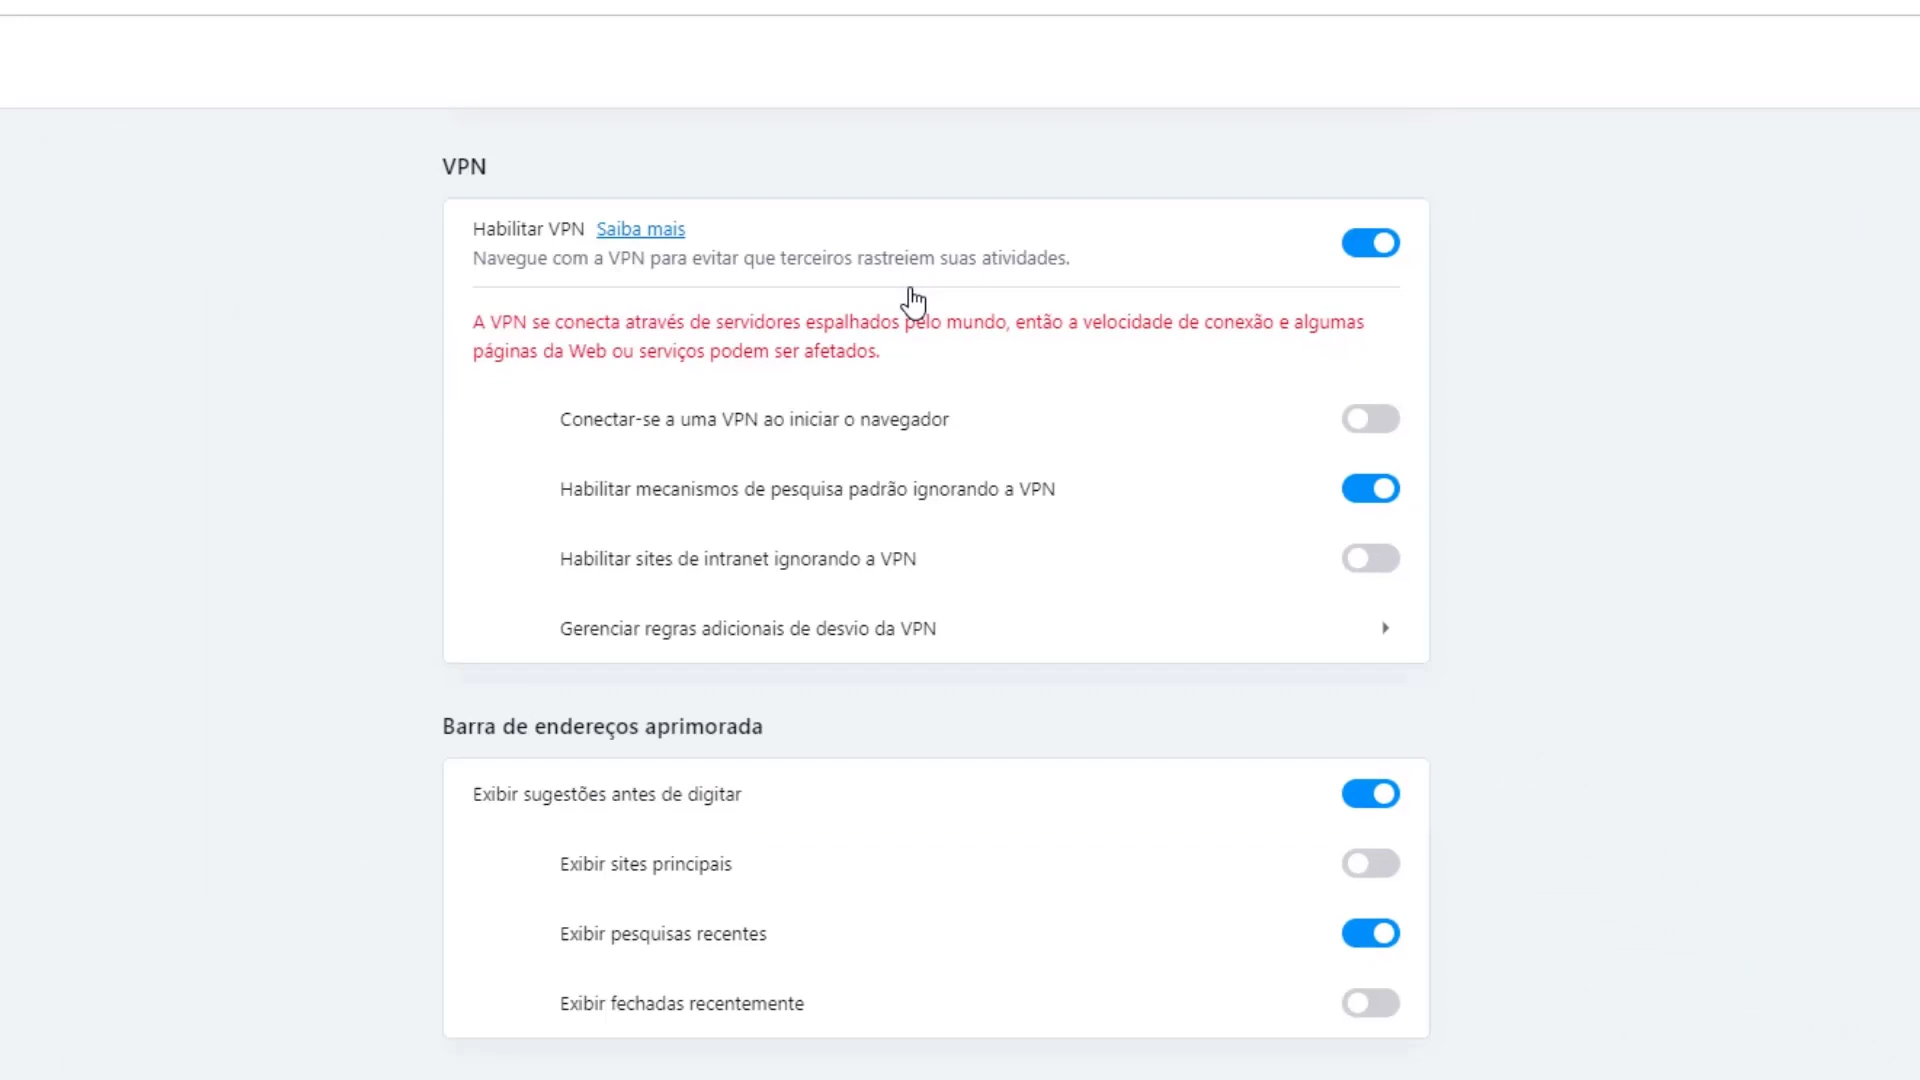 VPN
Habilitar VPN Saiba mais
Navegue com a VPN para evitar que terceiros rastreiem suas atividades.
A VPN se conecta através de servidores espalhados pelo mundo, então a velocidade de conexão e algumas
páginas da Web ou serviços podem ser afetados.
Conectar-se a uma VPN ao iniciar o navegador
Habilitar mecanismos de pesquisa padrão ignorando a VPN
Habilitar sites de intranet ignorando a VPN
Gerenciar regras adicionais de desvio da VPN
Barra de endereços aprimorada
Exibir sugestões antes de digitar
Exibir sites principais
Exibir pesquisas recentes
Exibir fechadas recentemente